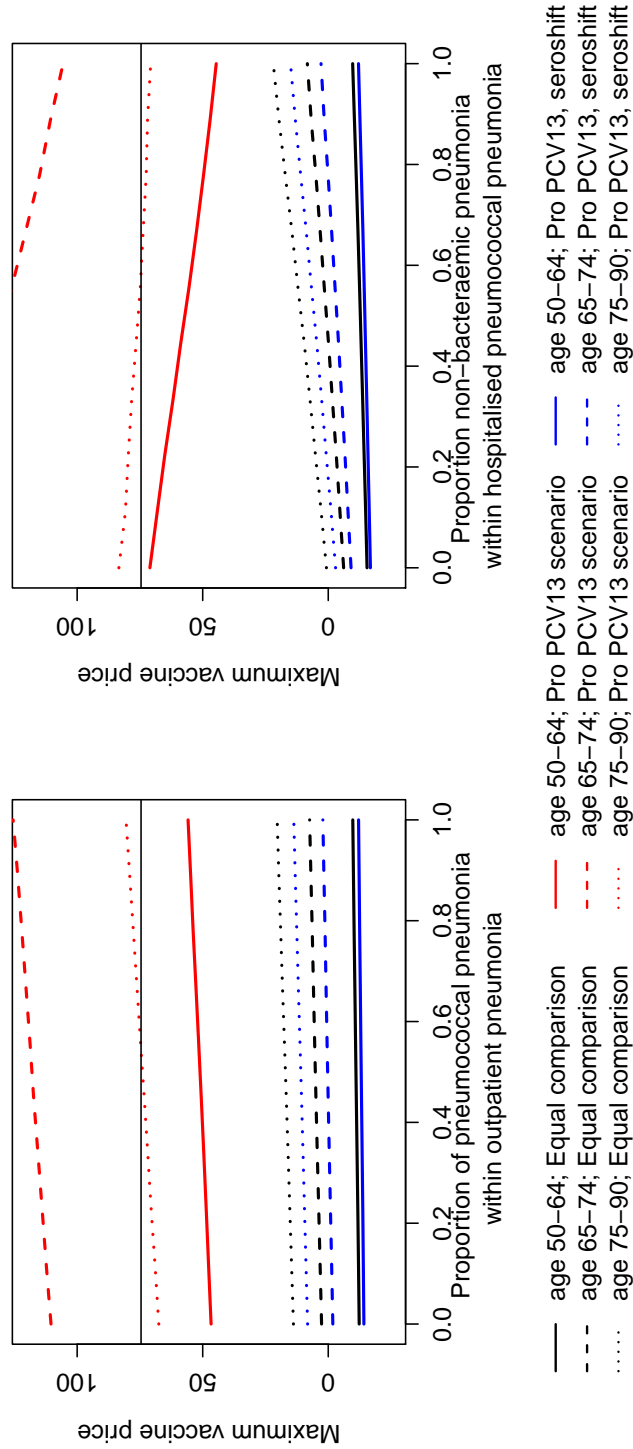 Maximum vaccine price
100
50
0
0.0 0.2 0.4 0.6 0.8 1.0
Proportion of pneumococcal pneumonia
within outpatient pneumonia
Maximum vaccine price
100
50
0
0.0 0.2 0.4 0.6 0.8 1.0
Proportion non−bacteraemic pneumonia
within hospitalised pneumococcal pneumonia
age 50−64; Equal comparison
age 65−74; Equal comparison
age 75−90; Equal comparison
age 50−64; Pro PCV13 scenario
age 65−74; Pro PCV13 scenario
age 75−90; Pro PCV13 scenario
age 50−64; Pro PCV13, seroshift
age 65−74; Pro PCV13, seroshift
age 75−90; Pro PCV13, seroshift